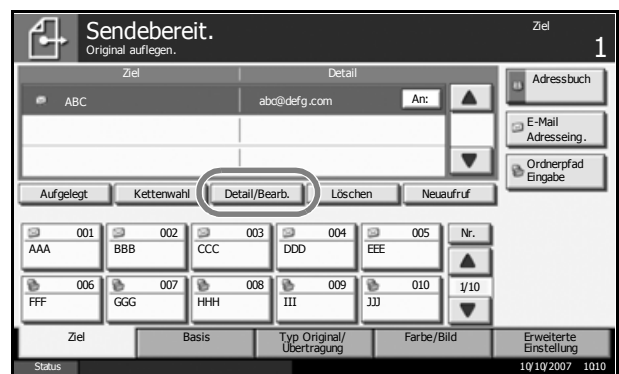 Sendebereit.
Original auflegen.
Ziel
1
Ziel Detail
ABC abc@defg.com An:
Adressbuch
E-Mail
Adresseing.
Ordnerpfad
Eingabe
Aufgelegt Kettenwahl Detail/Bearb. Löschen Neuaufruf
001 002 003 004 005 Nr.
AAA BBB CCC DDD EEE
006 007 008 009 010 1/10
FFF GGG HHH III JJJ
Ziel Basis Typ Original/ Farbe/Bild Erweiterte
Übertragung Einstellung
Status 10/10/2007 1010